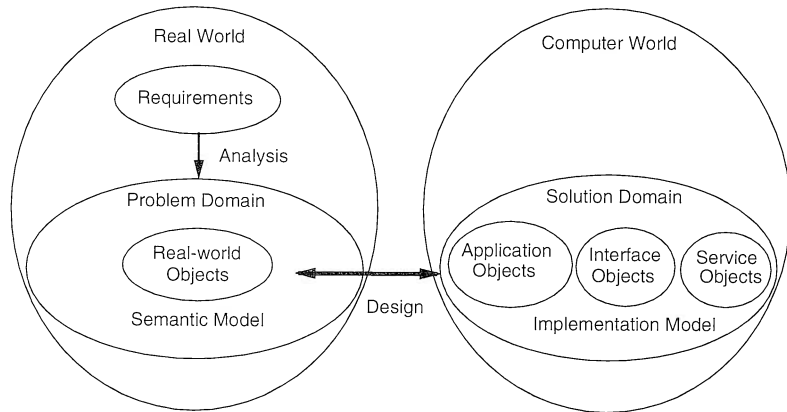 Real World
Requirements
Analysis
Problem Domain
Real-world
Objects
Semantic Model
Design
Computer World
Solution Domain
Application
Objects
Interface
Objects
Service
Objects
Implementation Model